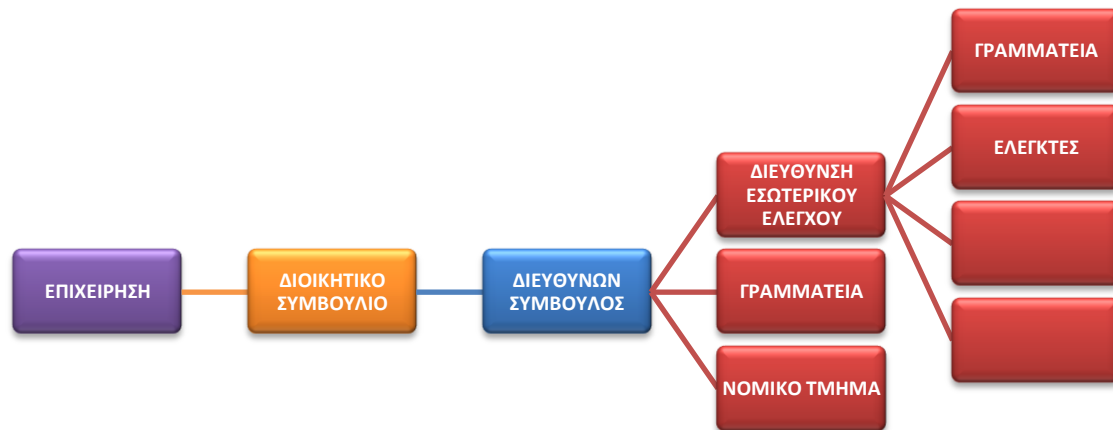 ΕΠΙΧΕΙΡΗΣΗ
ΔΙΟΙΚΗΤΙΚΟ
ΣΥΜΒΟΥΛΙΟ
ΔΙΕΥΘΥΝΩΝ
ΣΥΜΒΟΥΛΟΣ
ΔΙΕΥΘΥΝΣΗ
ΕΣΩΤΕΡΙΚΟΥ
ΕΛΕΓΧΟΥ
ΓΡΑΜΜΑΤΕΙΑ
ΕΛΕΓΚΤΕΣ
ΓΡΑΜΜΑΤΕΙΑ
ΝΟΜΙΚΟ ΤΜΗΜΑ